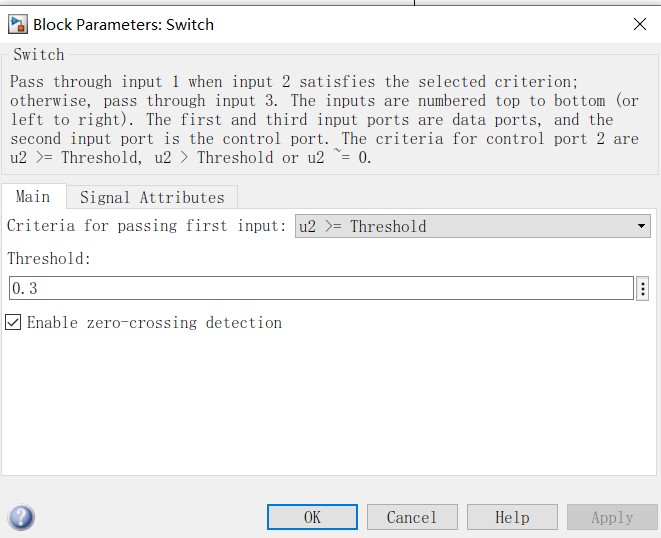 Block Parameters: Switch
Switch
Pass through input 1 when input 2 satisfies the selected criterion;
otherwise, pass through input 3. The inputs are numbered top to bottom (or
left to right). The first and third input ports are data ports, and the
second input port is the control port. The criteria for control port 2 are
u2 >= Threshold, u2 > Threshold or u2 ~= 0.
Main Signal Attributes
Criteria for passing first input: u2 >= Threshold
Threshold:
0.3
Enable zero-crossing detection
OK Cancel Help Apply